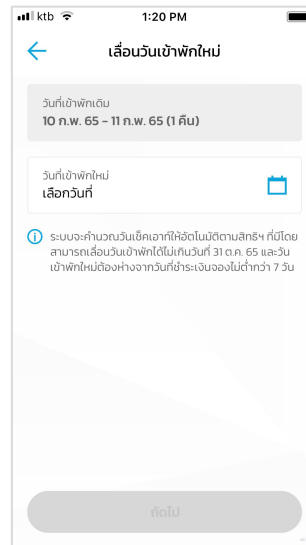 ktb 1:20 PM
เลื่อนวันเข้าพักใหม่
วันที่เข้าพักเดิม
10 ก.พ. 65 - 11 ก.พ. 65 (1 คืน)
วันที่เข้าพักใหม่
เลือกวันที่
ระบบจะคำนวณวันเช็คเอาท์ให้อัตโนมัติตามสิทธิฯ ที่มีโดย
สามารถเลื่อนวันเข้าพักได้ไม่เกินวันที่ 31 ต.ค. 65 และวัน
เข้าพักใหม่ต้องห่างจากวันที่ชำระเงินจองไม่ต่ำกว่า 7 วัน
ถัดไป